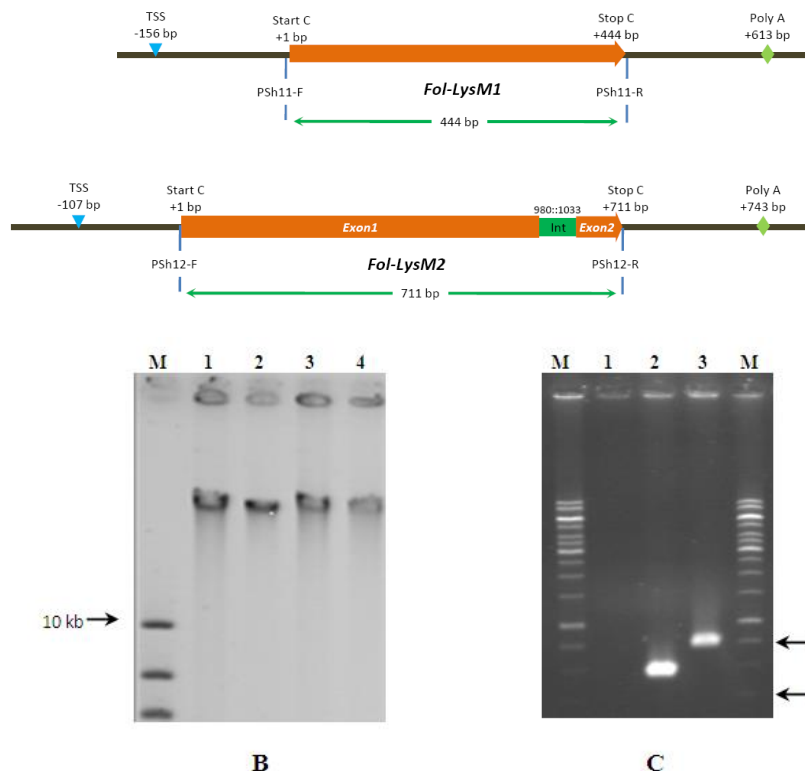 TSS
-156 bp
Start C
+1 bp
Stop C
+444 bp
Poly A
+613 bp
PSh11-F
Fol-LysM1
PSh11-R
444 bp
TSS
-107 bp
Start C
+1 bp
980::1033
Stop C
+711 bp
Poly A
+743 bp
Exon1
Int
Exon2
PSh12-F
Fol-LysM2
PSh12-R
711 bp
M 1 2 3 4
10 kb
B
M 1 2 3 M
C